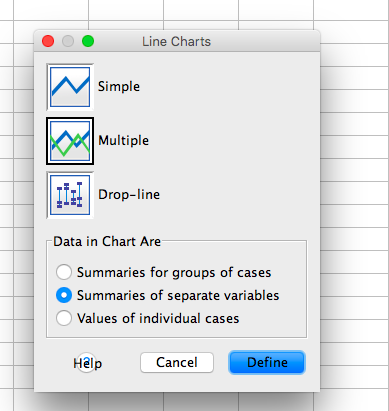 Line Charts
Simple
Multiple
Drop-line
Data in Chart Are
Summaries for groups of cases
Summaries of separate variables
Values of individual cases
Help
Cancel
Define